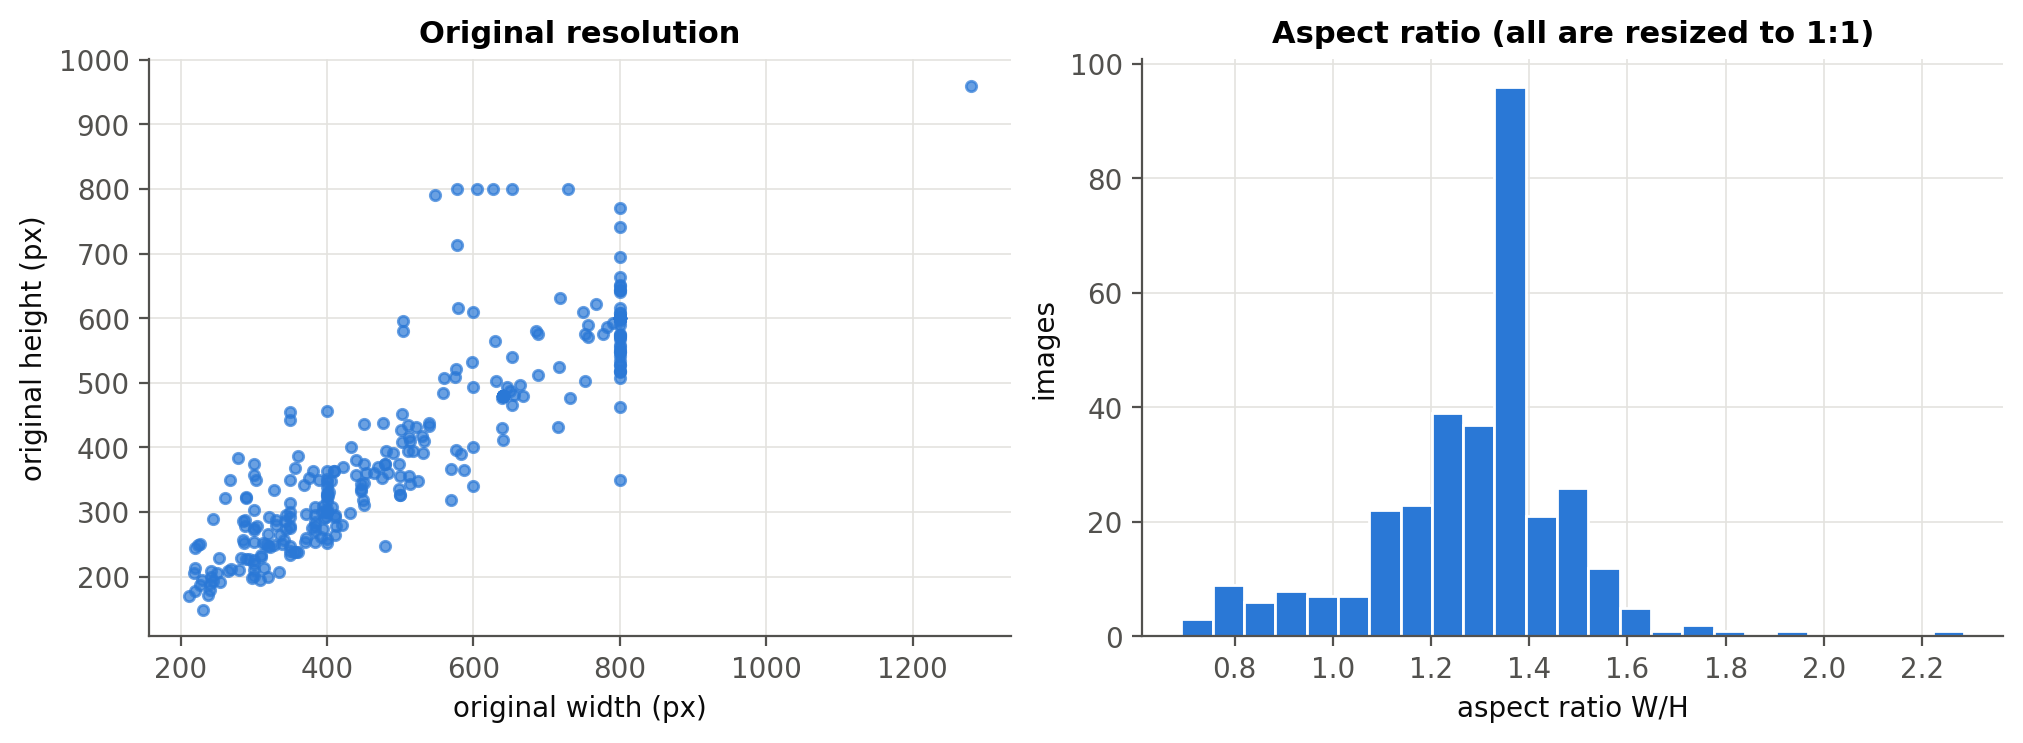 Original resolution
1000
900
800
700
600
500
400
300
200
200 400 600 800 1000 1200
original height (px)
original width (px)
Aspect ratio (all are resized to 1:1)
100
80
60
40
20
0
0.8 1.0 1.2 1.4 1.6 1.8 2.0 2.2
images
aspect ratio W/H